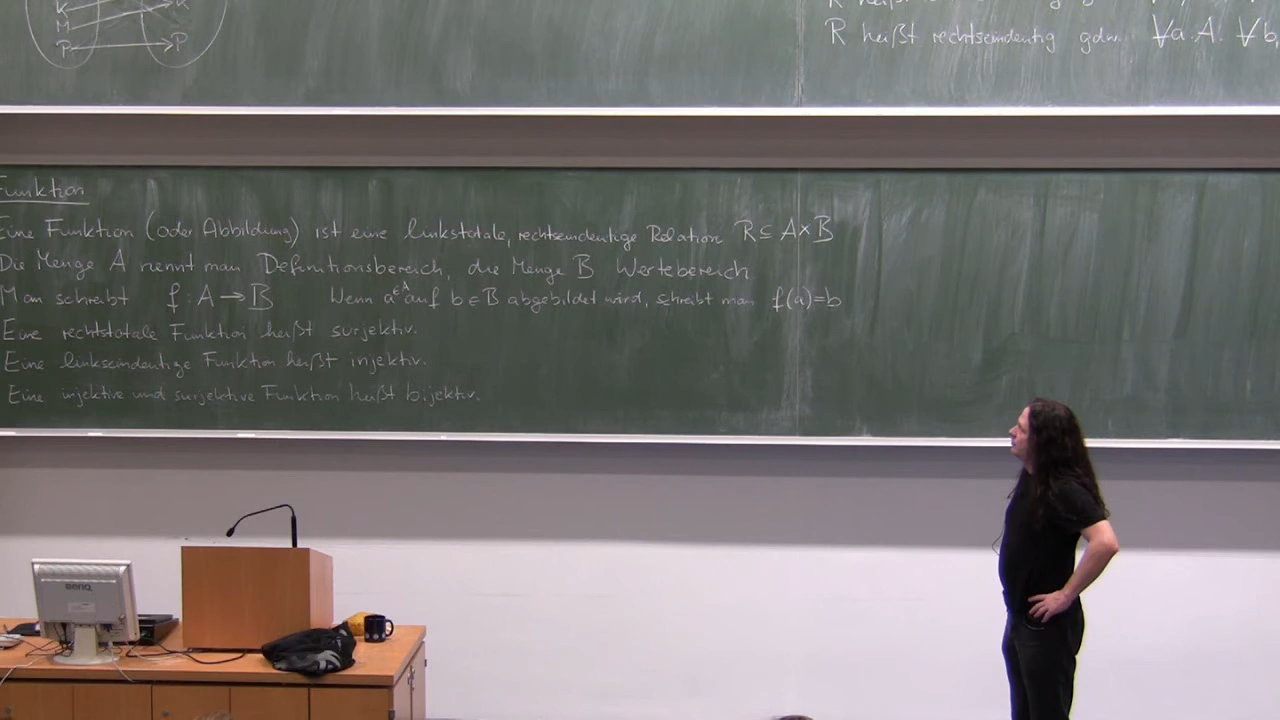 K K
M
P P
R heißt rechtseindeutig gdw. ∀a:A. ∀b,
Funktion
Eine Funktion (oder Abbildung) ist eine linkstotale, rechtseindeutige Relation R ⊆ A×B
Die Menge A nennt man Definitionsbereich, die Menge B Wertebereich
Man schreibt f : A → B Wenn a ∈ A auf b ∈ B abgebildet wird, schreibt man f(a)=b
Eine rechtstotale Funktion heißt surjektiv.
Eine linkseindeutige Funktion heißt injektiv.
Eine injektive und surjektive Funktion heißt bijektiv.
BenQ